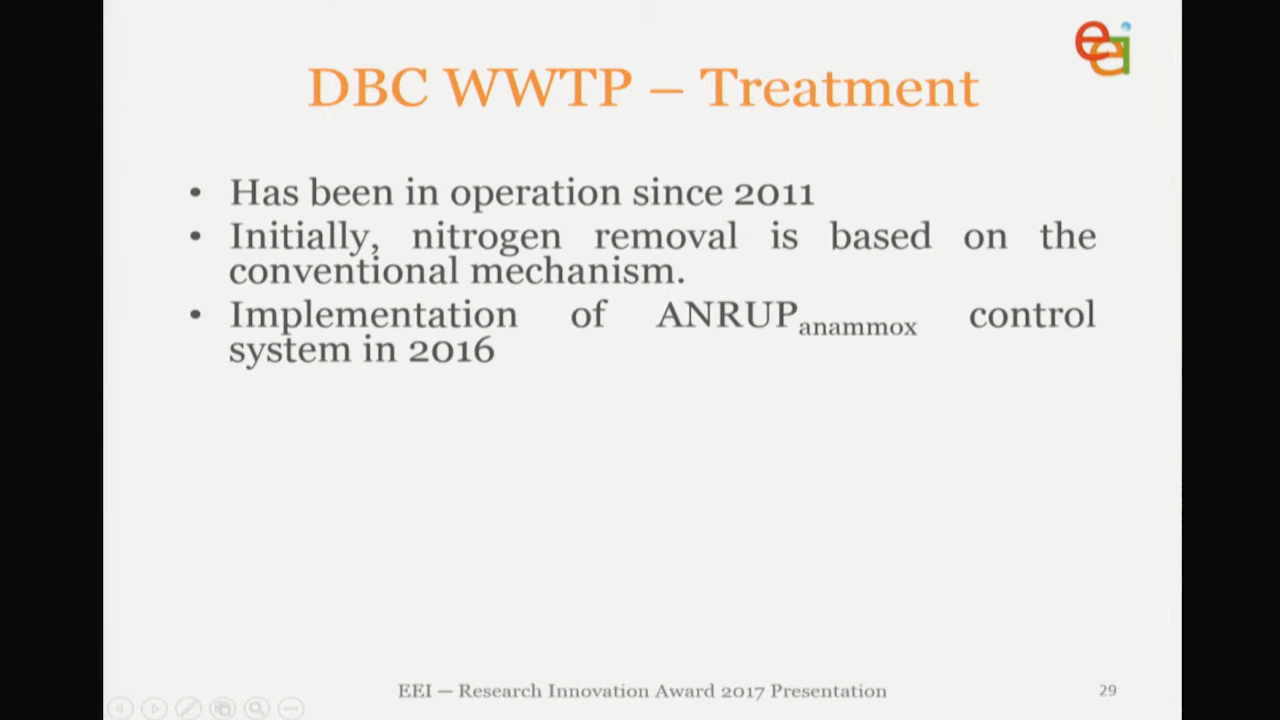 eei
DBC WWTP – Treatment
• Has been in operation since 2011
• Initially, nitrogen removal is based on the
conventional mechanism.
• Implementation of ANRUPanammox control
system in 2016
EEI — Research Innovation Award 2017 Presentation
29